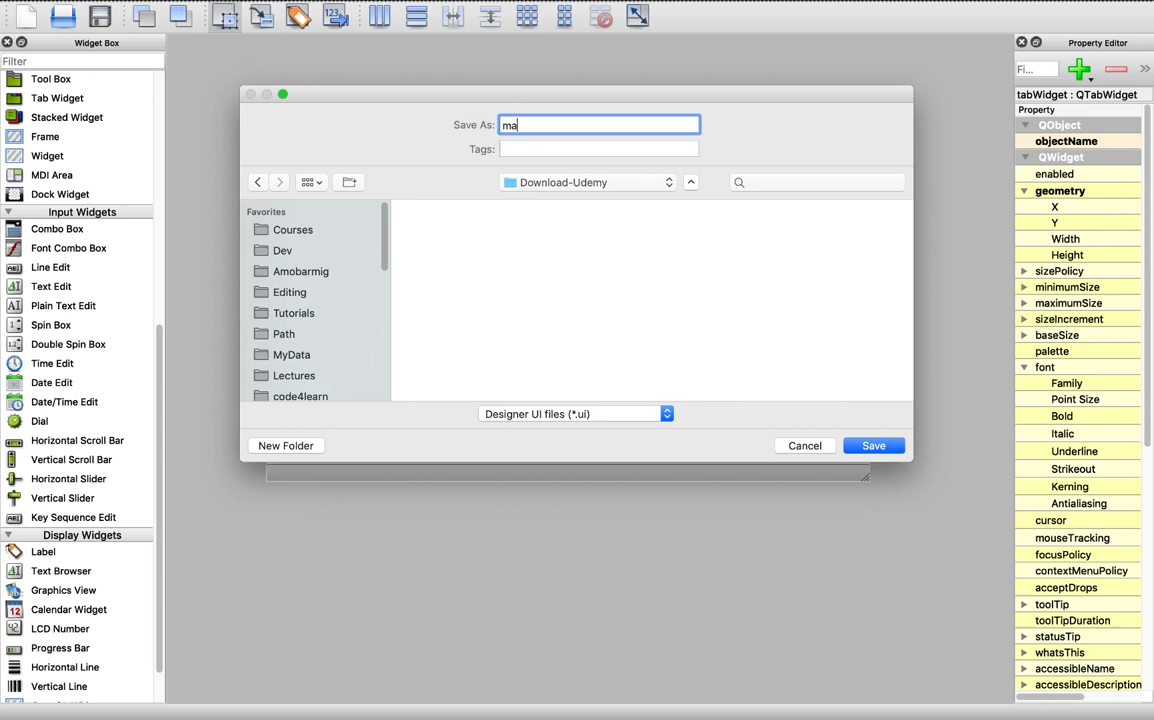 Widget Box
Filter
Tool Box
Tab Widget
Stacked Widget
Frame
Widget
MDI Area
Dock Widget
Input Widgets
Combo Box
Font Combo Box
Line Edit
Text Edit
Plain Text Edit
Spin Box
Double Spin Box
Time Edit
Date Edit
Date/Time Edit
Dial
Horizontal Scroll Bar
Vertical Scroll Bar
Horizontal Slider
Vertical Slider
Key Sequence Edit
Display Widgets
Label
Text Browser
Graphics View
Calendar Widget
LCD Number
Progress Bar
Horizontal Line
Vertical Line
Save As: ma
Tags:
Download-Udemy
Favorites
Courses
Dev
Amobarmig
Editing
Tutorials
Path
MyData
Lectures
code4learn
Designer UI files (*.ui)
New Folder
Cancel
Save
Property Editor
Fi...
tabWidget : QTabWidget
Property
QObject
objectName
QWidget
enabled
geometry
X
Y
Width
Height
sizePolicy
minimumSize
maximumSize
sizeIncrement
baseSize
palette
font
Family
Point Size
Bold
Italic
Underline
Strikeout
Kerning
Antialiasing
cursor
mouseTracking
focusPolicy
contextMenuPolicy
acceptDrops
toolTip
toolTipDuration
statusTip
whatsThis
accessibleName
accessibleDescription